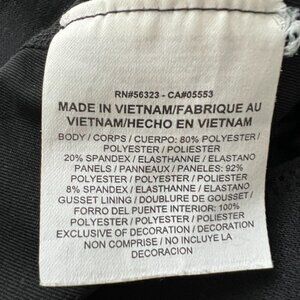 RN#56323 - CA#05553
MADE IN VIETNAM/FABRIQUE AU
VIETNAM/HECHO EN VIETNAM
BODY / CORPS / CUERPO: 80% POLYESTER /
POLYESTER / POLIESTER
20% SPANDEX / ELASTHANNE / ELASTANO
PANELS / PANNEAUX / PANELES: 92%
POLYESTER / POLYESTER / POLIESTER
8% SPANDEX / ELASTHANNE / ELASTANO
GUSSET LINING / DOUBLURE DE GOUSSET /
FORRO DEL PUENTE INTERIOR: 100%
POLYESTER / POLYESTER / POLIESTER
EXCLUSIVE OF DECORATION / DECORATION
NON COMPRISE / NO INCLUYE LA
DECORACION